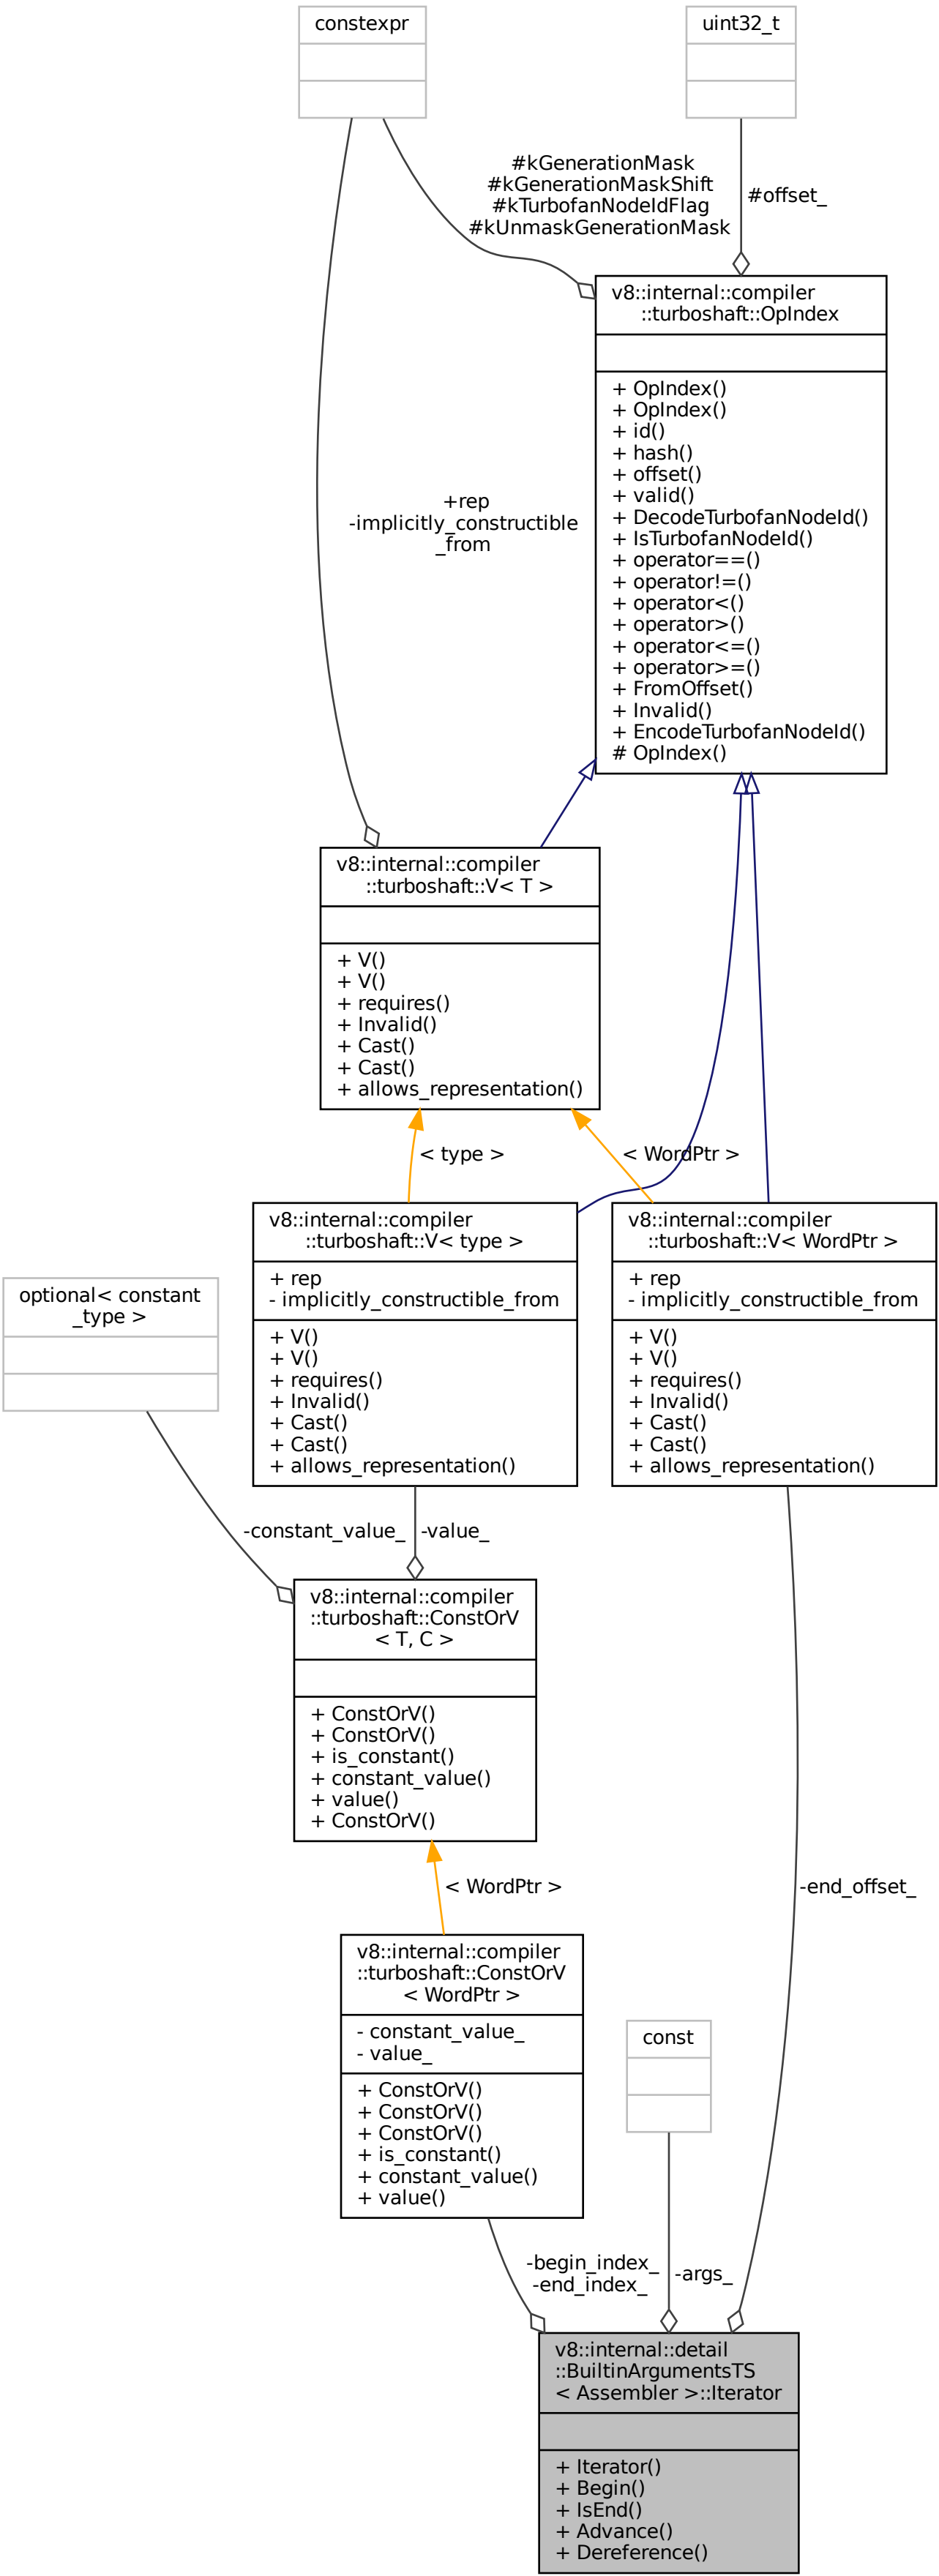 constexpr
uint32_t
#kGenerationMask
#kGenerationMaskShift
#kTurbofanNodeIdFlag
#kUnmaskGenerationMask
#offset_
v8::internal::compiler
::turboshaft::OpIndex
+ OpIndex()
+ OpIndex()
+ id()
+ hash()
+ offset()
+ valid()
+ DecodeTurbofanNodeId()
+ IsTurbofanNodeId()
+ operator==()
+ operator!=()
+ operator<()
+ operator>()
+ operator<=()
+ operator>=()
+ FromOffset()
+ Invalid()
+ EncodeTurbofanNodeId()
# OpIndex()
+rep
-implicitly_constructible
_from
v8::internal::compiler
::turboshaft::V< T >
+ V()
+ V()
+ requires()
+ Invalid()
+ Cast()
+ Cast()
+ allows_representation()
< type >
< WordPtr >
v8::internal::compiler
::turboshaft::V< type >
+ rep
- implicitly_constructible_from
+ V()
+ V()
+ requires()
+ Invalid()
+ Cast()
+ Cast()
+ allows_representation()
v8::internal::compiler
::turboshaft::V< WordPtr >
+ rep
- implicitly_constructible_from
+ V()
+ V()
+ requires()
+ Invalid()
+ Cast()
+ Cast()
+ allows_representation()
optional< constant
_type >
-constant_value_
-value_
v8::internal::compiler
::turboshaft::ConstOrV
< T, C >
+ ConstOrV()
+ ConstOrV()
+ is_constant()
+ constant_value()
+ value()
+ ConstOrV()
< WordPtr >
-end_offset_
v8::internal::compiler
::turboshaft::ConstOrV
< WordPtr >
- constant_value_
- value_
+ ConstOrV()
+ ConstOrV()
+ ConstOrV()
+ is_constant()
+ constant_value()
+ value()
const
-begin_index_
-end_index_
-args_
v8::internal::detail
::BuiltinArgumentsTS
< Assembler >::Iterator
+ Iterator()
+ Begin()
+ IsEnd()
+ Advance()
+ Dereference()